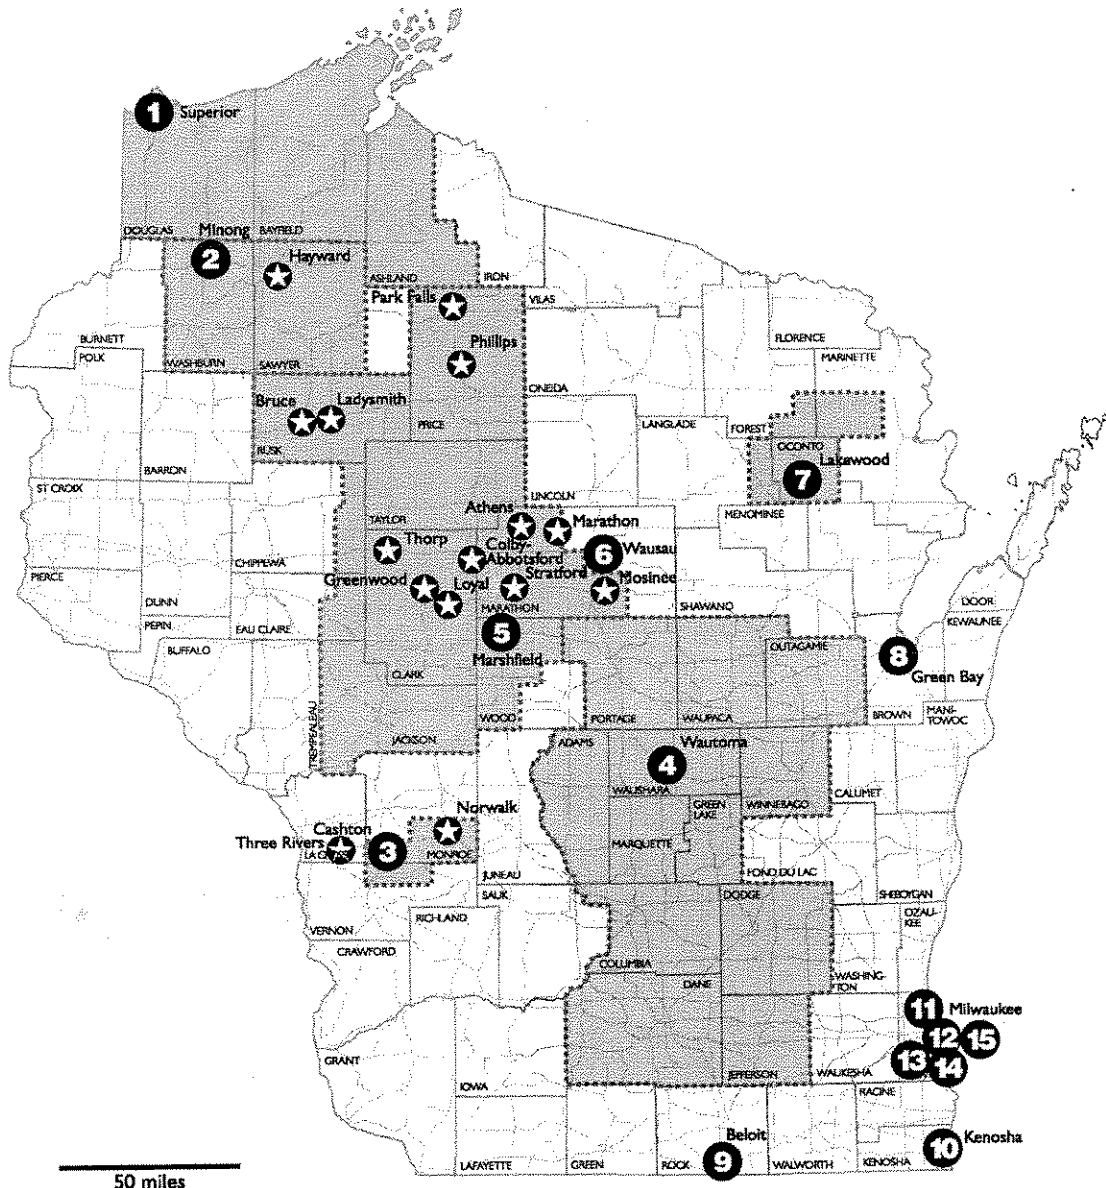 1 Superior
DOUGLAS
Minong
BAYFIELD
2
Hayward
ASHLAND
IRON
Park Falls
VILAS
BURNETT
POLK
WASHBURN
SAWYER
Phillips
FLORENCE
MARINETTE
ONEIDA
Bruce
Ladysmith
PRICE
LANGLADE
FOREST
RUSK
OCONTO
Lakewood
7
BARRON
ST CROIX
LINCOLN
TAYLOR
Athens
Marathon
MENOMINEE
Thorp
Colby-
Abbotsford
6 Wausau
CHIPPEWA
PIERCE
Greenwood
Loyal
Stratford
Mosinee
DUNN
MARATHON
SHAWANO
DOOR
PEPIN
EAU CLAIRE
KEWAUNEE
BUFFALO
5
Marshfield
OUTAGAMIE
8
Green Bay
CLARK
WOOD
PORTAGE
WAUPACA
BROWN
MANI-
TOWOC
TREMPEALEAU
JACKSON
ADAMS
Wautoma
4
WAUSHARA
WINNEBAGO
CALUMET
GREEN
LAKE
Norwalk
Cashton
Three Rivers
3
LA CROSSE
MONROE
MARQUETTE
JUNEAU
FOND DU LAC
SAUK
DODGE
SHEBOYGAN
OZAU-
KEE
RICHLAND
VERNON
CRAWFORD
COLUMBIA
DANE
WASHING-
TON
11 Milwaukee
12 15
13 14
GRANT
IOWA
JEFFERSON
WAUKESHA
RACINE
Beloit
10 Kenosha
LAFAYETTE
GREEN
ROCK
9
WALWORTH
KENOSHA
50 miles